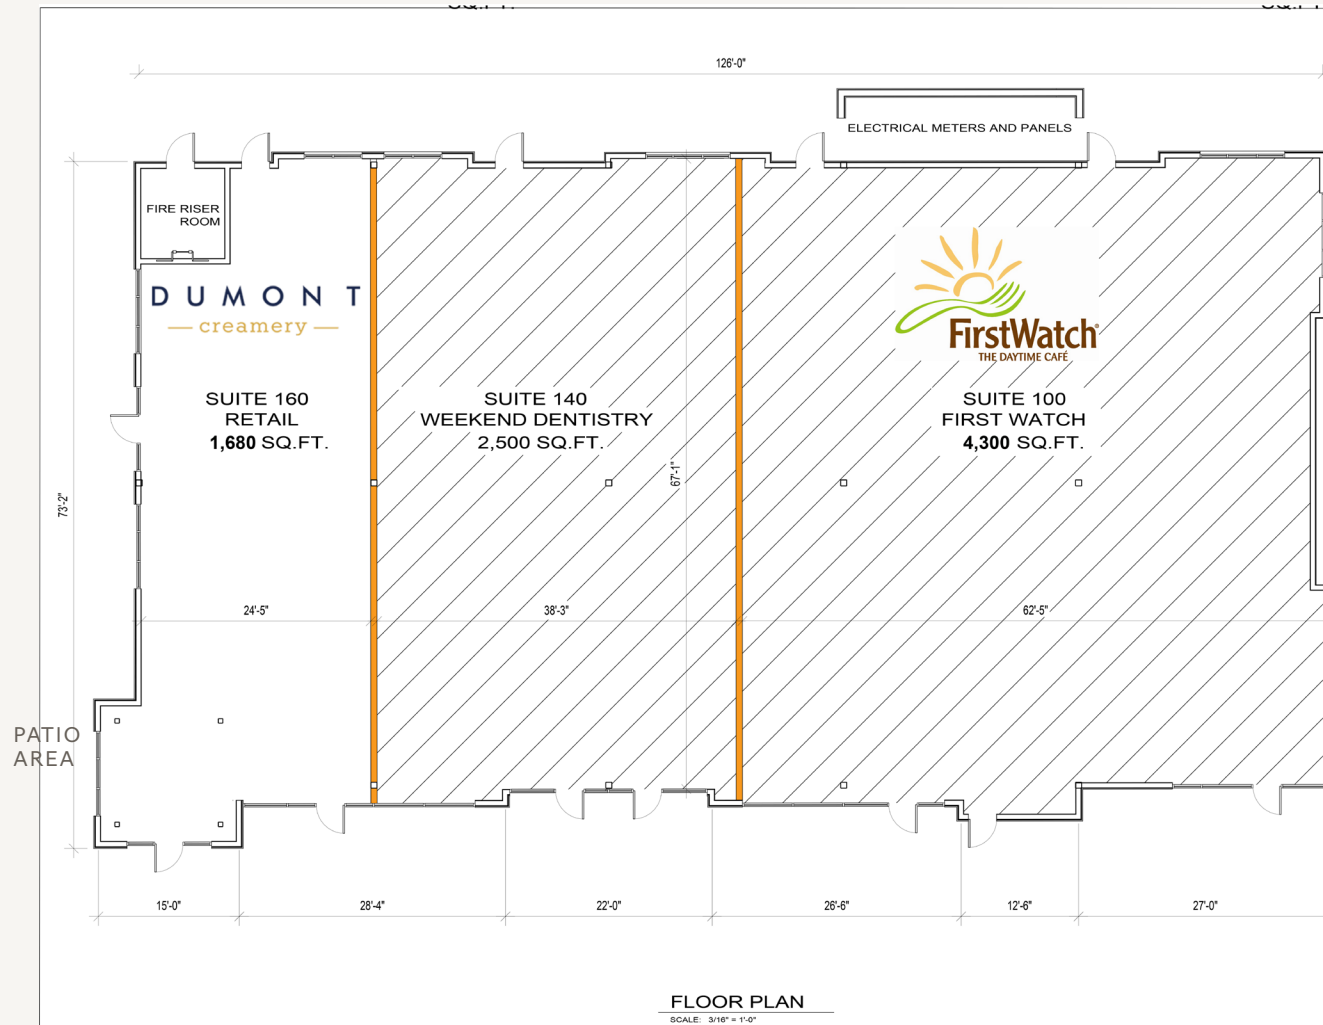 126'-0"
ELECTRICAL METERS AND PANELS
FIRE RISER
ROOM
DUMONT
creamery
FirstWatch®
THE DAYTIME CAFÉ
SUITE 160
RETAIL
1,680 SQ.FT.
SUITE 140
WEEKEND DENTISTRY
2,500 SQ.FT.
SUITE 100
FIRST WATCH
4,300 SQ.FT.
67'-1"
73'-2"
24'-5"
38'-3"
62'-5"
PATIO
AREA
15'-0"
28'-4"
22'-0"
26'-6"
12'-6"
27'-0"
FLOOR PLAN
SCALE: 3/16" = 1'-0"